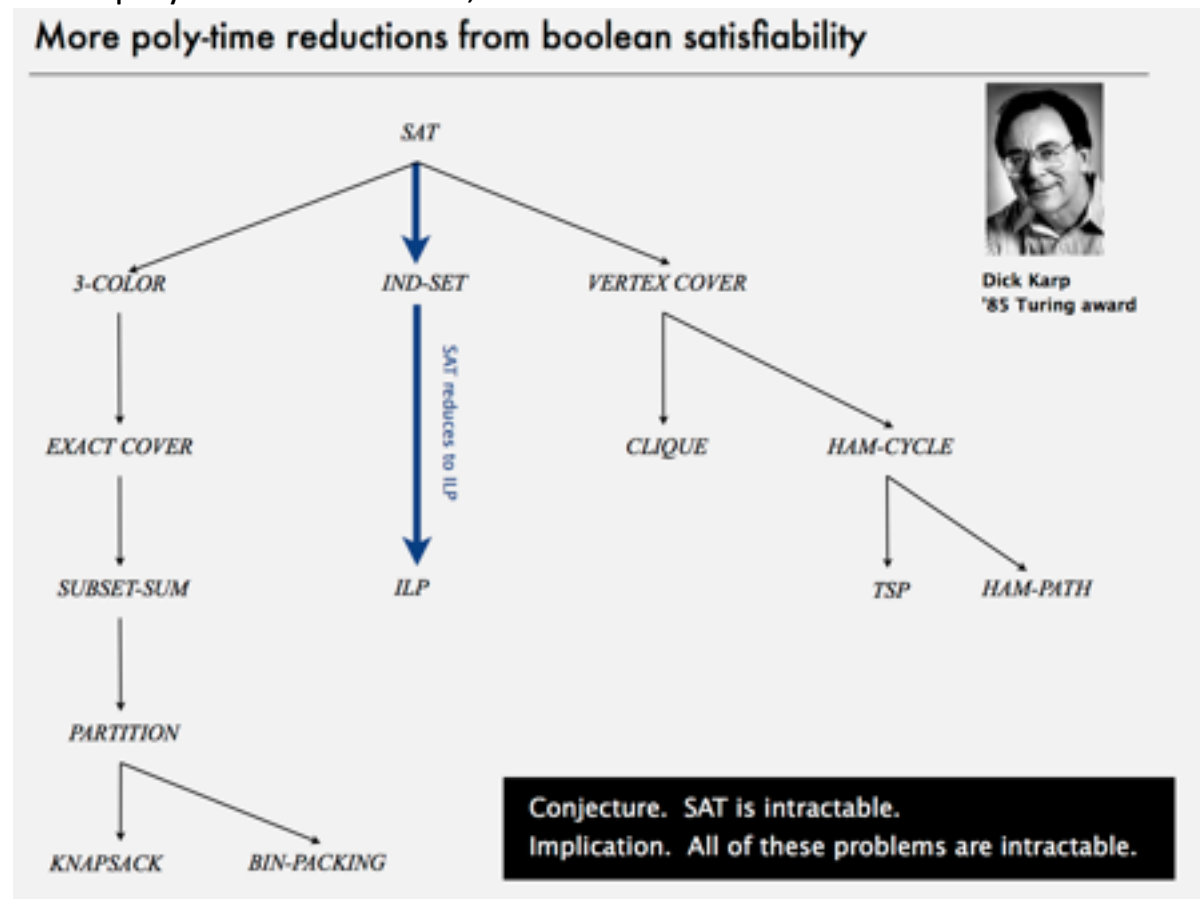 More poly-time reductions from boolean satisfiability
SAT
Dick Karp
'85 Turing award
3-COLOR IND-SET VERTEX COVER
SAT reduces to ILP
EXACT COVER CLIQUE HAM-CYCLE
SUBSET-SUM ILP TSP HAM-PATH
PARTITION
Conjecture. SAT is intractable.
Implication. All of these problems are intractable.
KNAPSACK BIN-PACKING